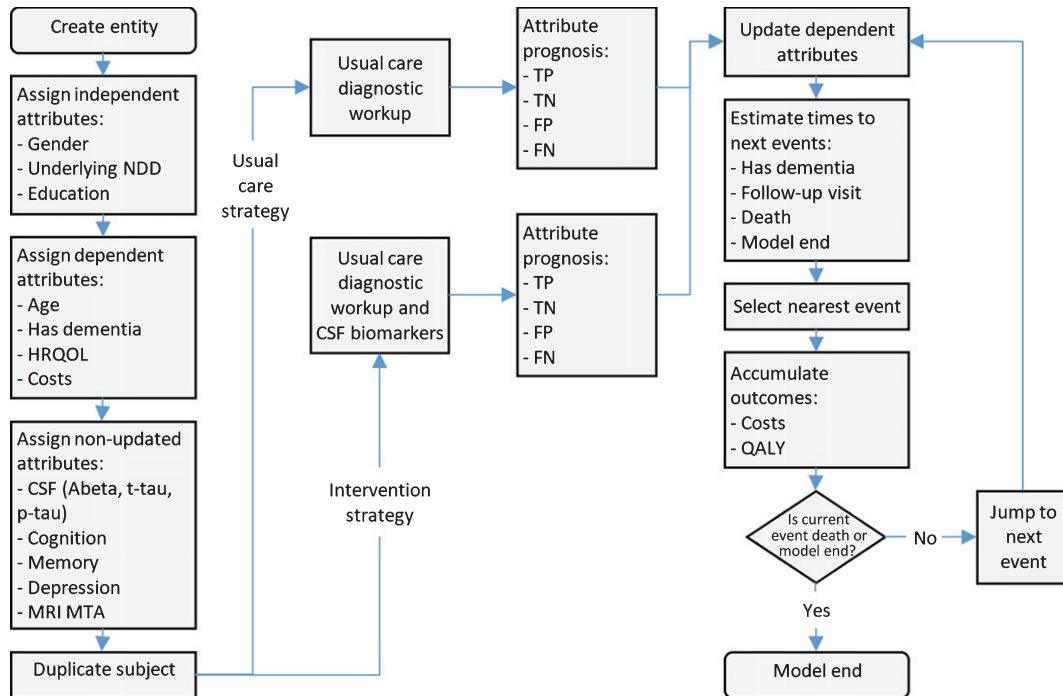 Create entity
Assign independent
attributes:
- Gender
- Underlying NDD
- Education
Assign dependent
attributes:
- Age
- Has dementia
- HRQOL
- Costs
Assign non-updated
attributes:
- CSF (Abeta, t-tau,
p-tau)
- Cognition
- Memory
- Depression
- MRI MTA
Duplicate subject
Usual
care
strategy
Intervention
strategy
Usual care
diagnostic
workup
Usual care
diagnostic
workup and
CSF biomarkers
Attribute
prognosis:
- TP
- TN
- FP
- FN
Attribute
prognosis:
- TP
- TN
- FP
- FN
Update dependent
attributes
Estimate times to
next events:
- Has dementia
- Follow-up visit
- Death
- Model end
Select nearest event
Accumulate
outcomes:
- Costs
- QALY
Is current
event death or
model end?
No
Jump to
next
event
Yes
Model end